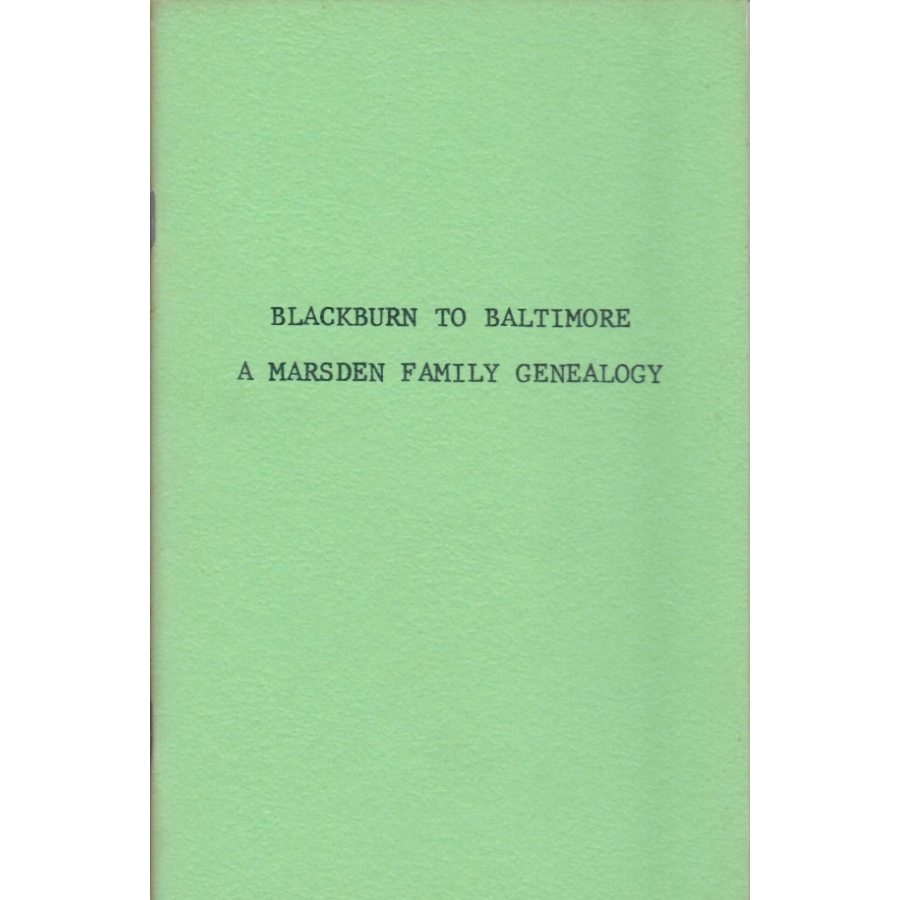 BLACKBURN TO BALTIMORE
A MARSDEN FAMILY GENEALOGY